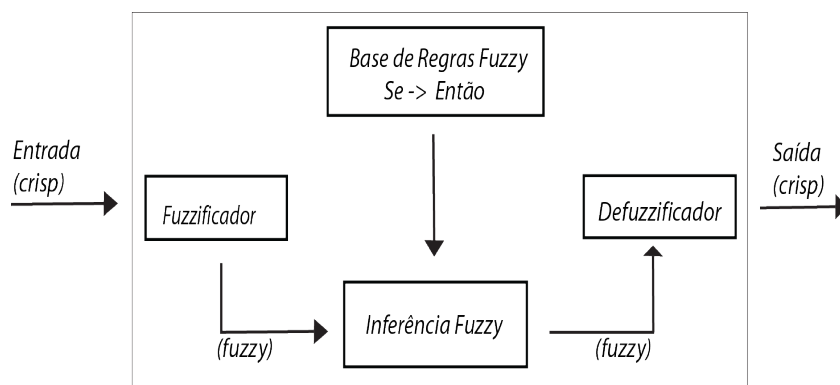 Base de Regras Fuzzy
Se -> Então
Entrada
(crisp)
Fuzzificador
Defuzzificador
Saída
(crisp)
Inferência Fuzzy
(fuzzy)
(fuzzy)